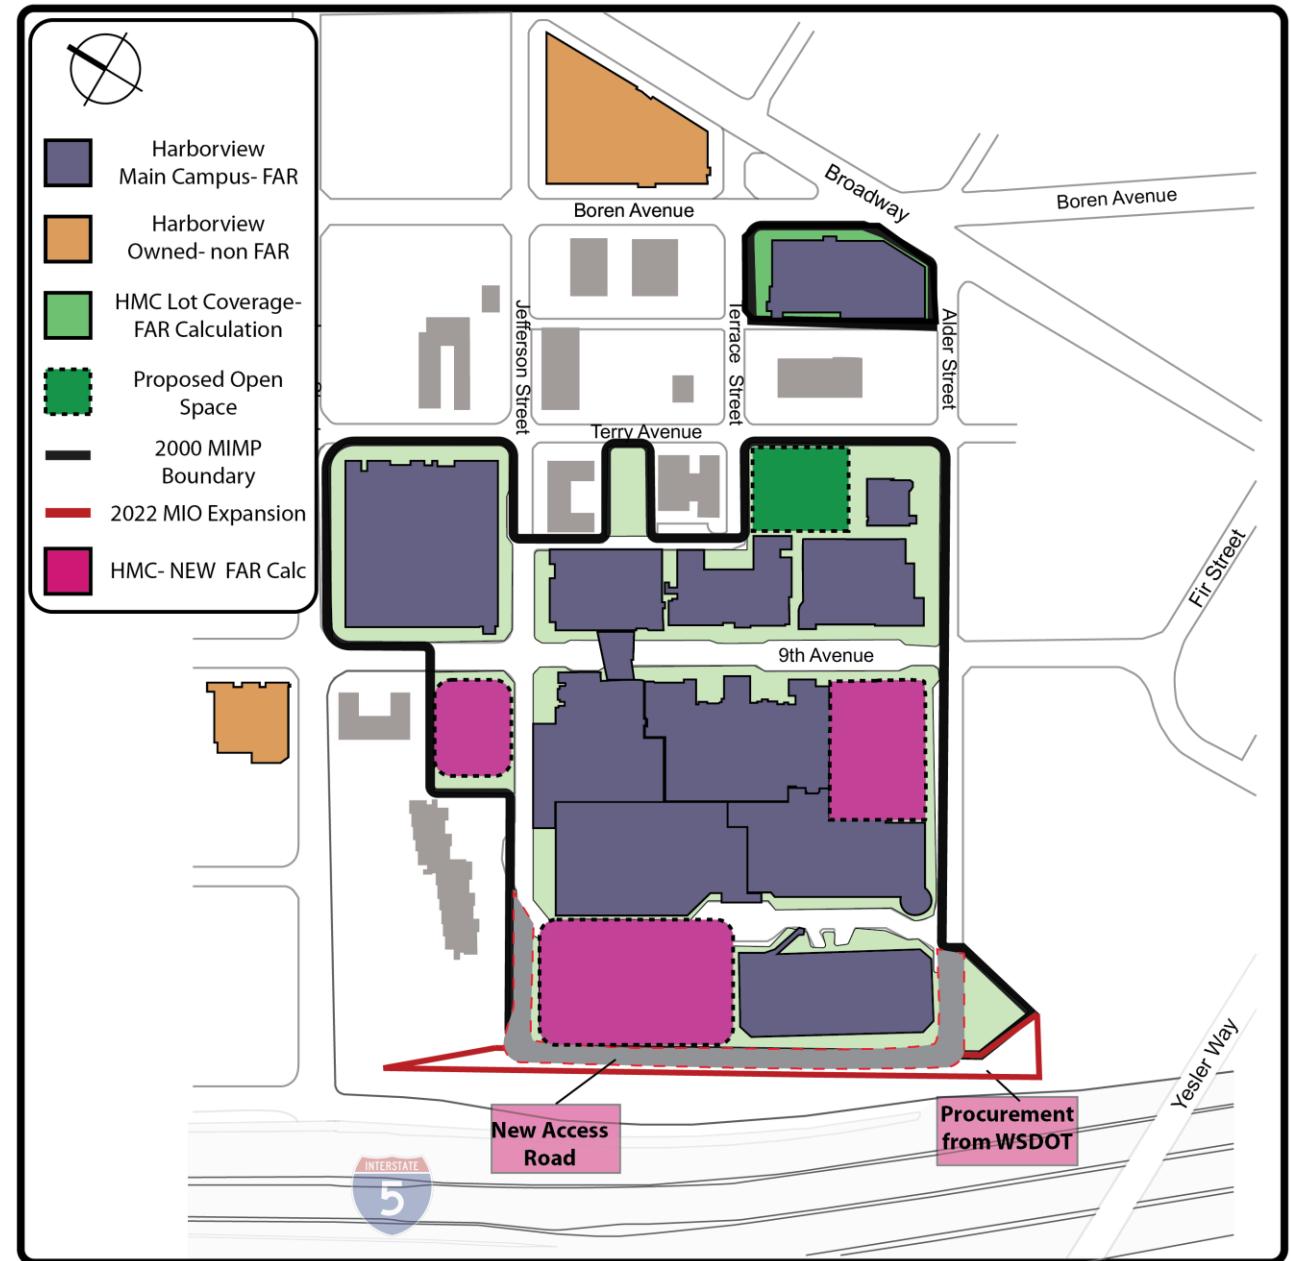 Harborview
Main Campus- FAR
Harborview
Owned- non FAR
HMC Lot Coverage-
FAR Calculation
Proposed Open
Space
2000 MIMP
Boundary
2022 MIO Expansion
HMC- NEW  FAR Calc
Broadway
Boren Avenue
Boren Avenue
Jefferson Street
Terrace Street
Alder Street
Terry Avenue
Fir Street
9th Avenue
Yesler Way
New Access
Road
Procurement
from WSDOT
INTERSTATE
5